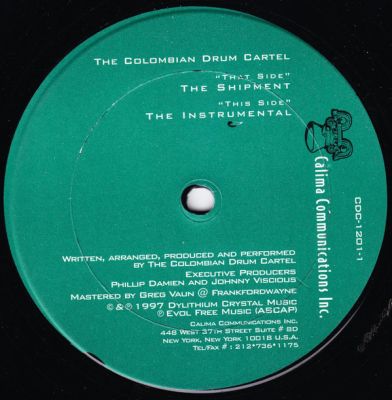 The Colombian Drum Cartel
"That Side"
The Shipment
"This Side"
The Instrumental
Calima Communications Inc.
CDC-1201-1
Written, arranged, produced and performed
by The Colombian Drum Cartel
Executive Producers
Phillip Damien and Johnny Viscious
Mastered by Greg Vaun @ Frankfordwayne
©&℗ 1997 Dylithium Crystal Music
℗ Evol Free Music (ASCAP)
Calima Communications Inc.
448 West 37th Street Suite # 8D
New York, New York 10018 U.S.A.
Tel/Fax # : 212*736*1175